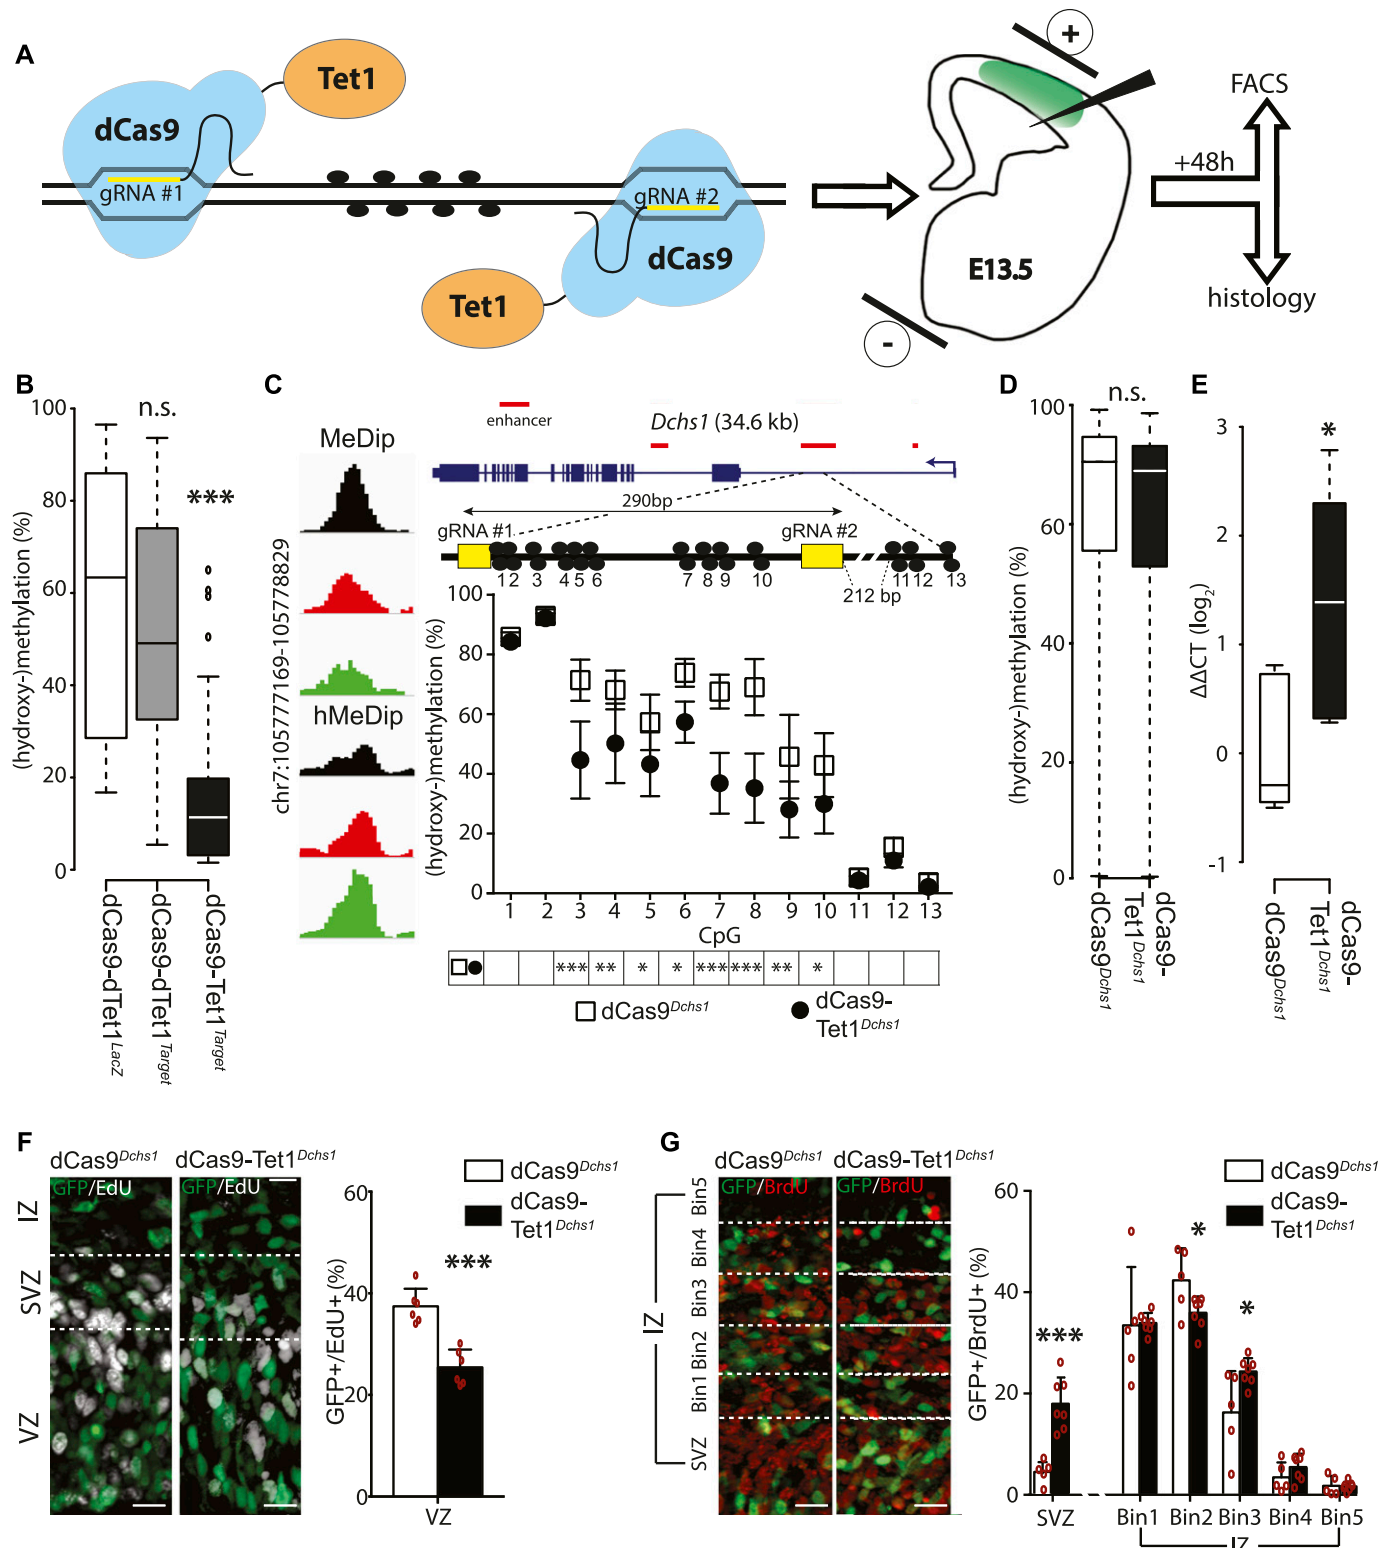 A
Tet1
dCas9
gRNA #1
gRNA #2
dCas9
Tet1
+
-
E13.5
+48h
FACS
histology
B
(hydroxy-)methylation (%)
100
80
60
40
20
0
n.s.
***
dCas9-dTet1LacZ
dCas9-dTet1Target
dCas9-Tet1Target
C
chr7:105777169-105778829
MeDip
hMeDip
enhancer
Dchs1 (34.6 kb)
290bp
gRNA #1
gRNA #2
12 3 4 5 6 7 8 9 10 11 12 13
212 bp
(hydroxy-)methylation (%)
100
80
60
40
20
0
1 2 3 4 5 6 7 8 9 10 11 12 13
CpG
*** ** * * *** *** ** *
dCas9Dchs1
dCas9-
Tet1Dchs1
D
(hydroxy-)methylation (%)
100
60
40
20
0
n.s.
dCas9Dchs1
dCas9-
Tet1Dchs1
E
ΔΔCT (log2)
3
2
1
0
-1
*
dCas9Dchs1
dCas9-
Tet1Dchs1
F
dCas9Dchs1
dCas9-Tet1Dchs1
GFP/EdU
GFP/EdU
IZ
SVZ
VZ
dCas9Dchs1
dCas9-
Tet1Dchs1
GFP+/EdU+ (%)
60
40
20
0
***
VZ
G
dCas9Dchs1
dCas9-Tet1Dchs1
GFP/BrdU
GFP/BrdU
IZ
Bin5
Bin4
Bin3
Bin2
Bin1
SVZ
dCas9Dchs1
dCas9-
Tet1Dchs1
GFP+/BrdU+ (%)
60
40
20
0
***
*
*
SVZ
Bin1 Bin2 Bin3 Bin4 Bin5
IZ